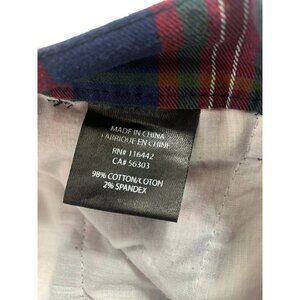 MADE IN CHINA
FABRIQUE EN CHINE
RN# 116442
CA# 56303
98% COTTON/COTON
2% SPANDEX